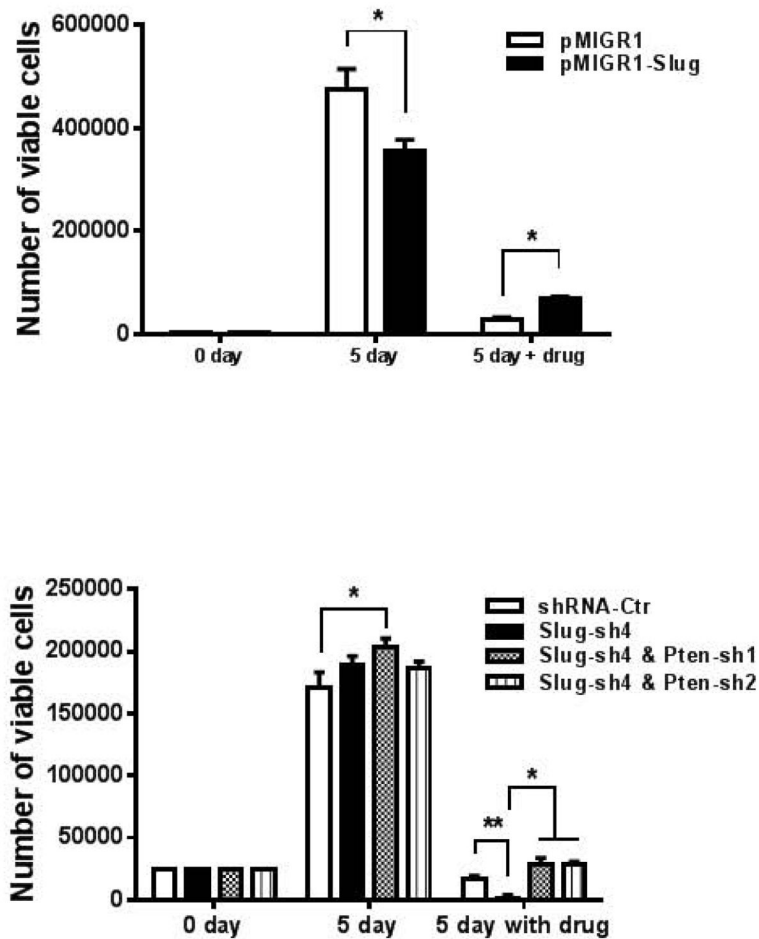 Number of viable cells
600000
400000
200000
0
*
*
pMIGR1
pMIGR1-Slug
0 day
5 day
5 day + drug
Number of viable cells
250000
200000
150000
100000
50000
0
*
**
*
shRNA-Ctr
Slug-sh4
Slug-sh4 & Pten-sh1
Slug-sh4 & Pten-sh2
0 day
5 day
5 day with drug